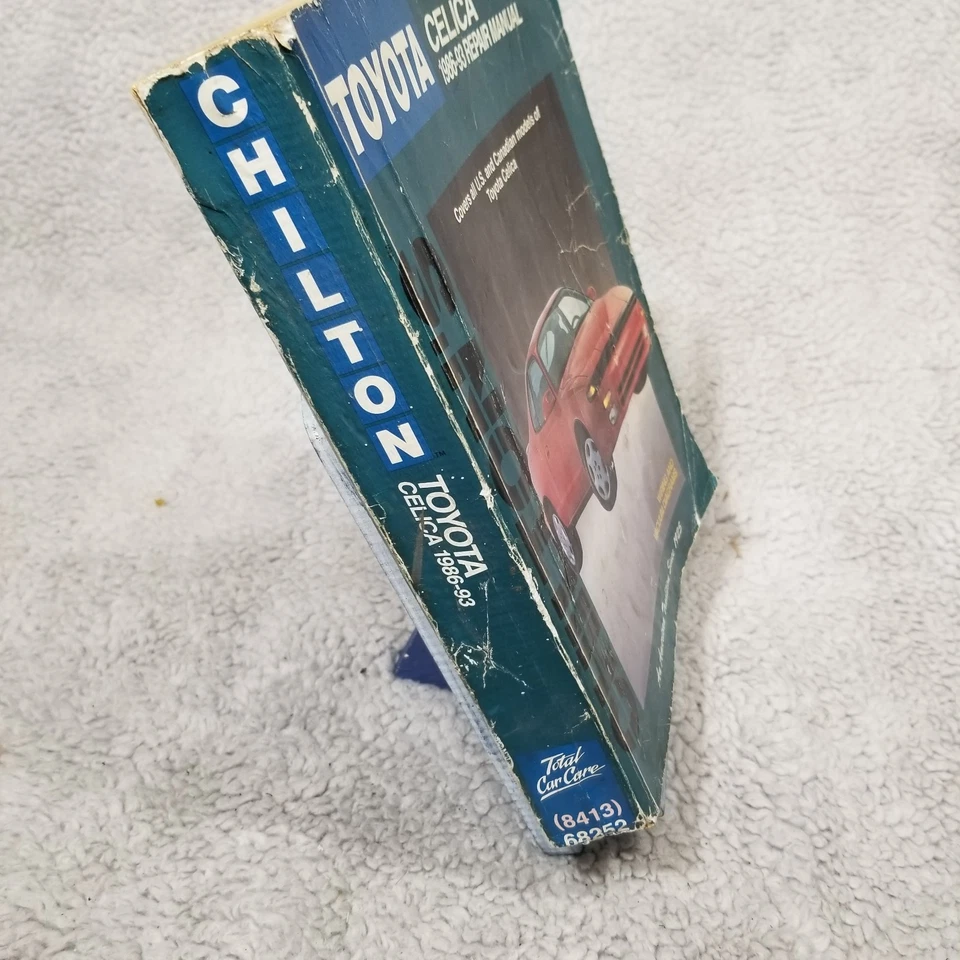 CHILTON
TM
TOYOTA
CELICA 1986-93
Total
Car Care
(8413)
68252
TOYOTA
CELICA
1986-93 REPAIR MANUAL
Covers all U.S. and Canadian models of
Toyota Celica